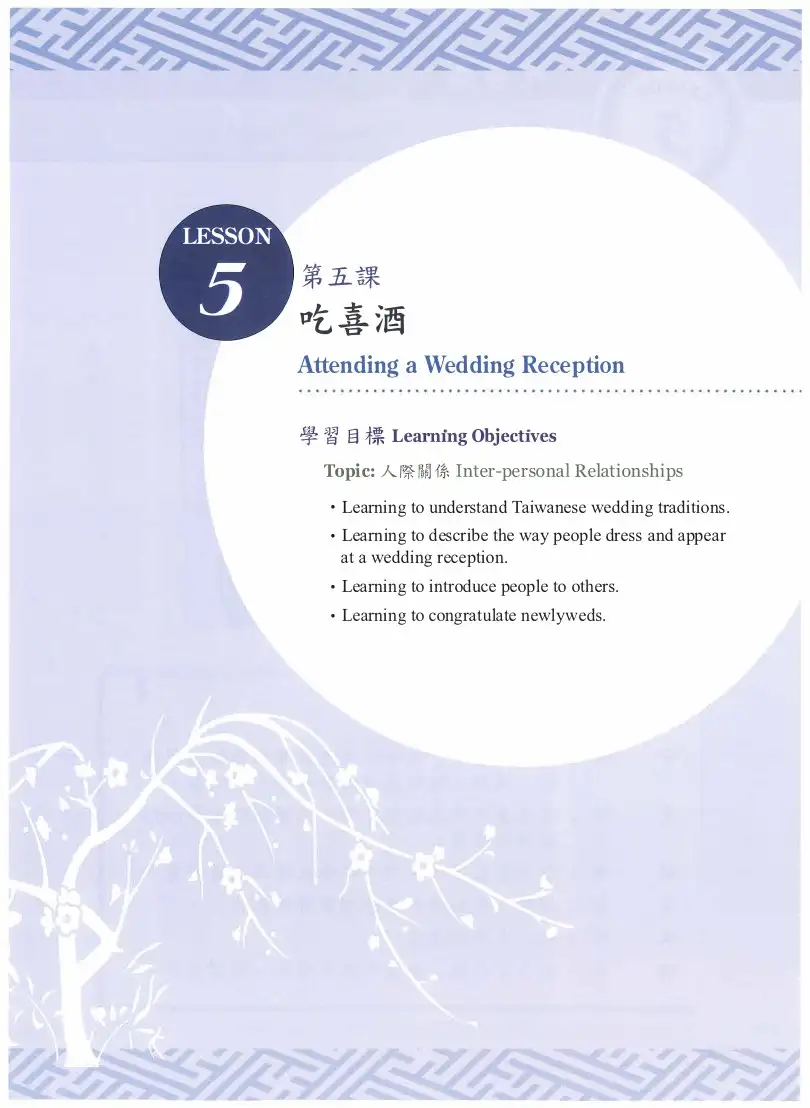 LESSON
5
第五課
吃喜酒
Attending a Wedding Reception
學習目標 Learning Objectives
Topic: 人際關係 Inter-personal Relationships
・Learning to understand Taiwanese wedding traditions.
・Learning to describe the way people dress and appear
at a wedding reception.
・Learning to introduce people to others.
・Learning to congratulate newlyweds.